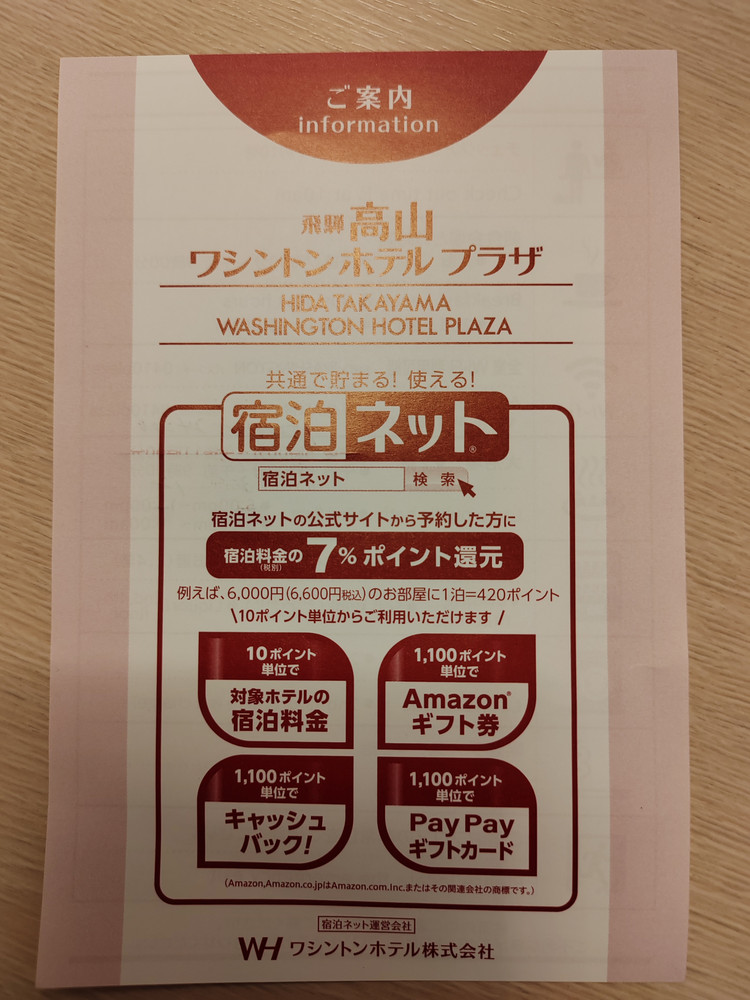 ご案内
information
飛騨 高山
ワシントン ホテル プラザ
HIDA TAKAYAMA
WASHINGTON HOTEL PLAZA
共通で貯まる! 使える!
宿泊ネット®
宿泊ネット 検索
宿泊ネットの公式サイトから予約した方に
宿泊料金の(税別) 7%ポイント還元
例えば、6,000円(6,600円税込)のお部屋に1泊=420ポイント
\10ポイント単位からご利用いただけます /
10ポイント
単位で
対象ホテルの
宿泊料金
1,100ポイント
単位で
Amazon®
ギフト券
1,100ポイント
単位で
キャッシュ
バック!
1,100ポイント
単位で
PayPay
ギフトカード
(Amazon,Amazon.co.jpはAmazon.com.Inc.またはその関連会社の商標です。)
宿泊ネット運営会社
WH ワシントンホテル株式会社